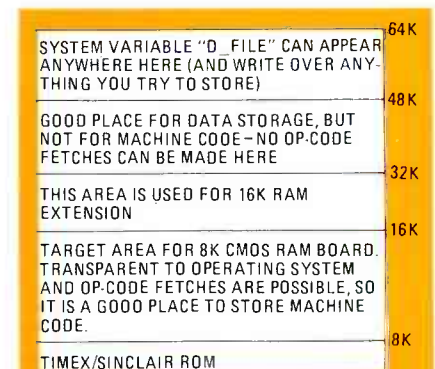 64K
SYSTEM VARIABLE "D_FILE" CAN APPEAR
ANYWHERE HERE (AND WRITE OVER ANY-
THING YOU TRY TO STORE)
48K
GOOD PLACE FOR DATA STORAGE, BUT
NOT FOR MACHINE CODE-NO OP-CODE
FETCHES CAN BE MADE HERE
32K
THIS AREA IS USED FOR 16K RAM
EXTENSION
16K
TARGET AREA FOR 8K CMOS RAM BOARD.
TRANSPARENT TO OPERATING SYSTEM
AND OP-CODE FETCHES ARE POSSIBLE, SO
IT IS A GOOD PLACE TO STORE MACHINE
CODE.
8K
TIMEX/SINCLAIR ROM